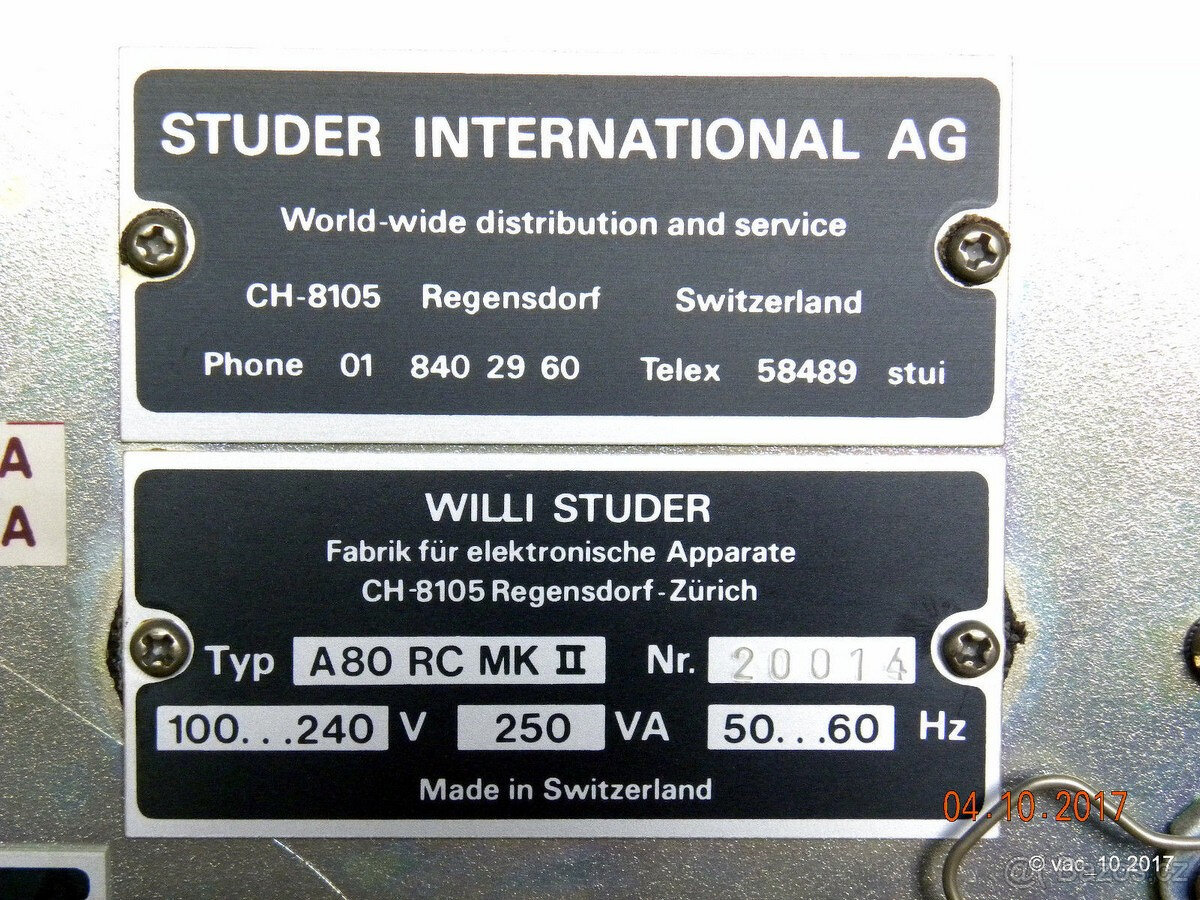 STUDER INTERNATIONAL AG
World-wide distribution and service
CH-8105 Regensdorf Switzerland
Phone 01 840 29 60 Telex 58489 stui
A
A
WILLI STUDER
Fabrik für elektronische Apparate
CH-8105 Regensdorf-Zürich
Typ A80 RC MK II Nr. 20014
100...240 V 250 VA 50...60 Hz
Made in Switzerland
04.10.2017
© vac_10.2017